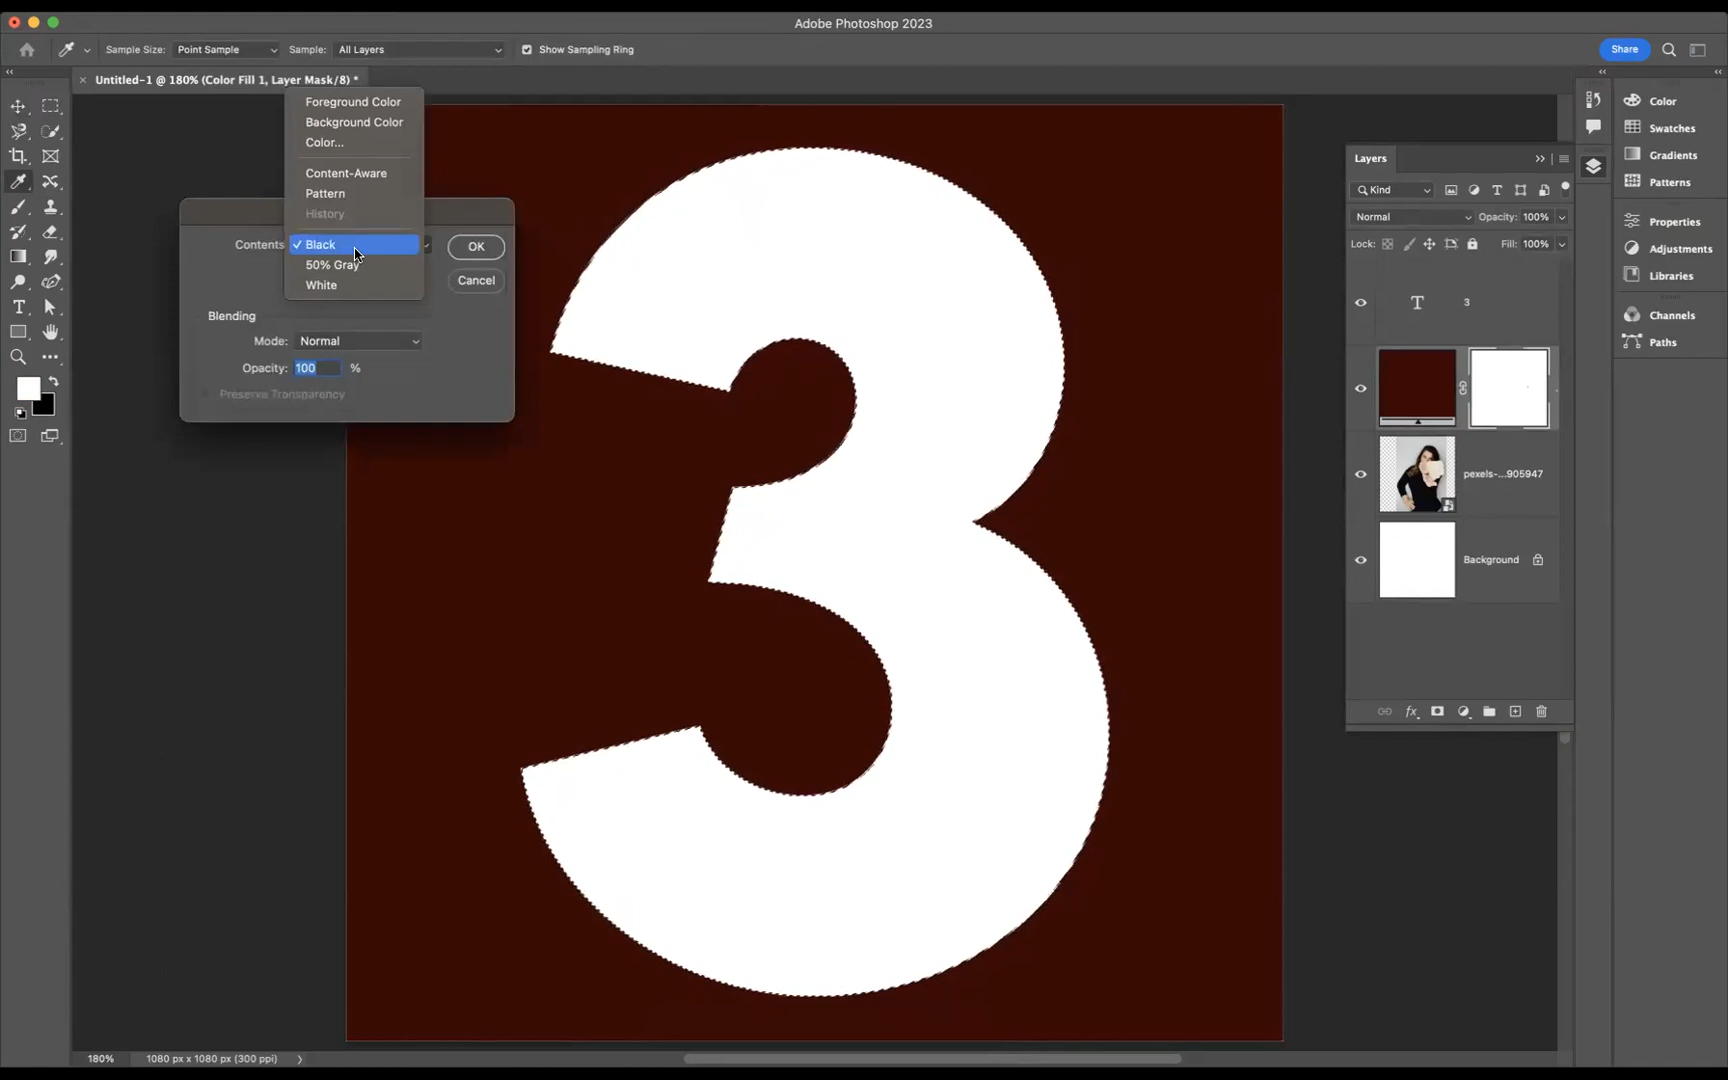 Adobe Photoshop 2023
Sample Size: Point Sample Sample: All Layers Show Sampling Ring Share
Untitled-1 @ 180% (Color Fill 1, Layer Mask/8) *
Foreground Color
Background Color
Color...
Content-Aware
Pattern
History
Contents Black
50% Gray
White
OK
Cancel
Blending
Mode: Normal
Opacity: 100 %
Preserve Transparency
3
Layers
Kind
Normal Opacity: 100%
Lock: Fill: 100%
T 3
pexels-...905947
Background
fx
Color
Swatches
Gradients
Patterns
Properties
Adjustments
Libraries
Channels
Paths
180% 1080 px x 1080 px (300 ppi)